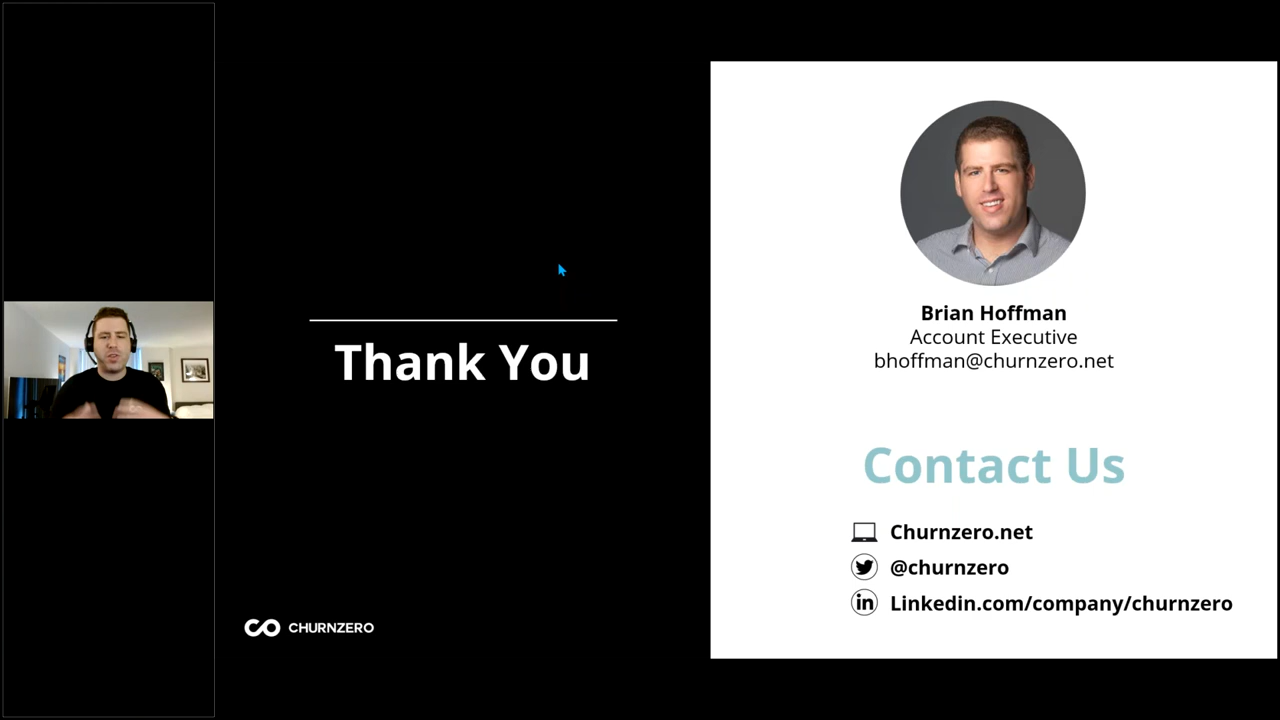 Thank You
CHURNZERO
Brian Hoffman
Account Executive
bhoffman@churnzero.net
Contact Us
Churnzero.net
@churnzero
Linkedin.com/company/churnzero